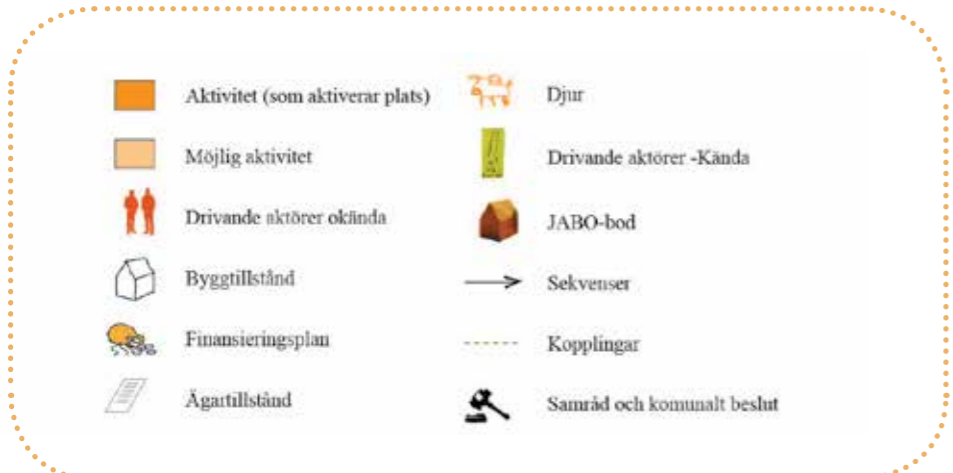 Aktivitet (som aktiverar plats)
Möjlig aktivitet
Drivande aktörer okända
Byggtillstånd
Finansieringsplan
Ägartillstånd
Djur
Drivande aktörer -Kända
JABO-bod
Sekvenser
Kopplingar
Samråd och komunalt beslut